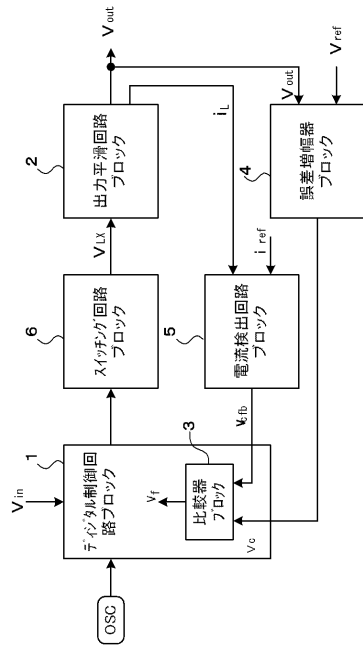 OSC
Vin
1
ディジタル制御回
路ブロック
Vf
3
比較器
ブロック
Vc
Vcfb
6
スイッチング回路
ブロック
VLX
2
出力平滑回路
ブロック
Vout
5
電流検出回路
ブロック
iL
i ref
4
誤差増幅器
ブロック
Vout
Vref